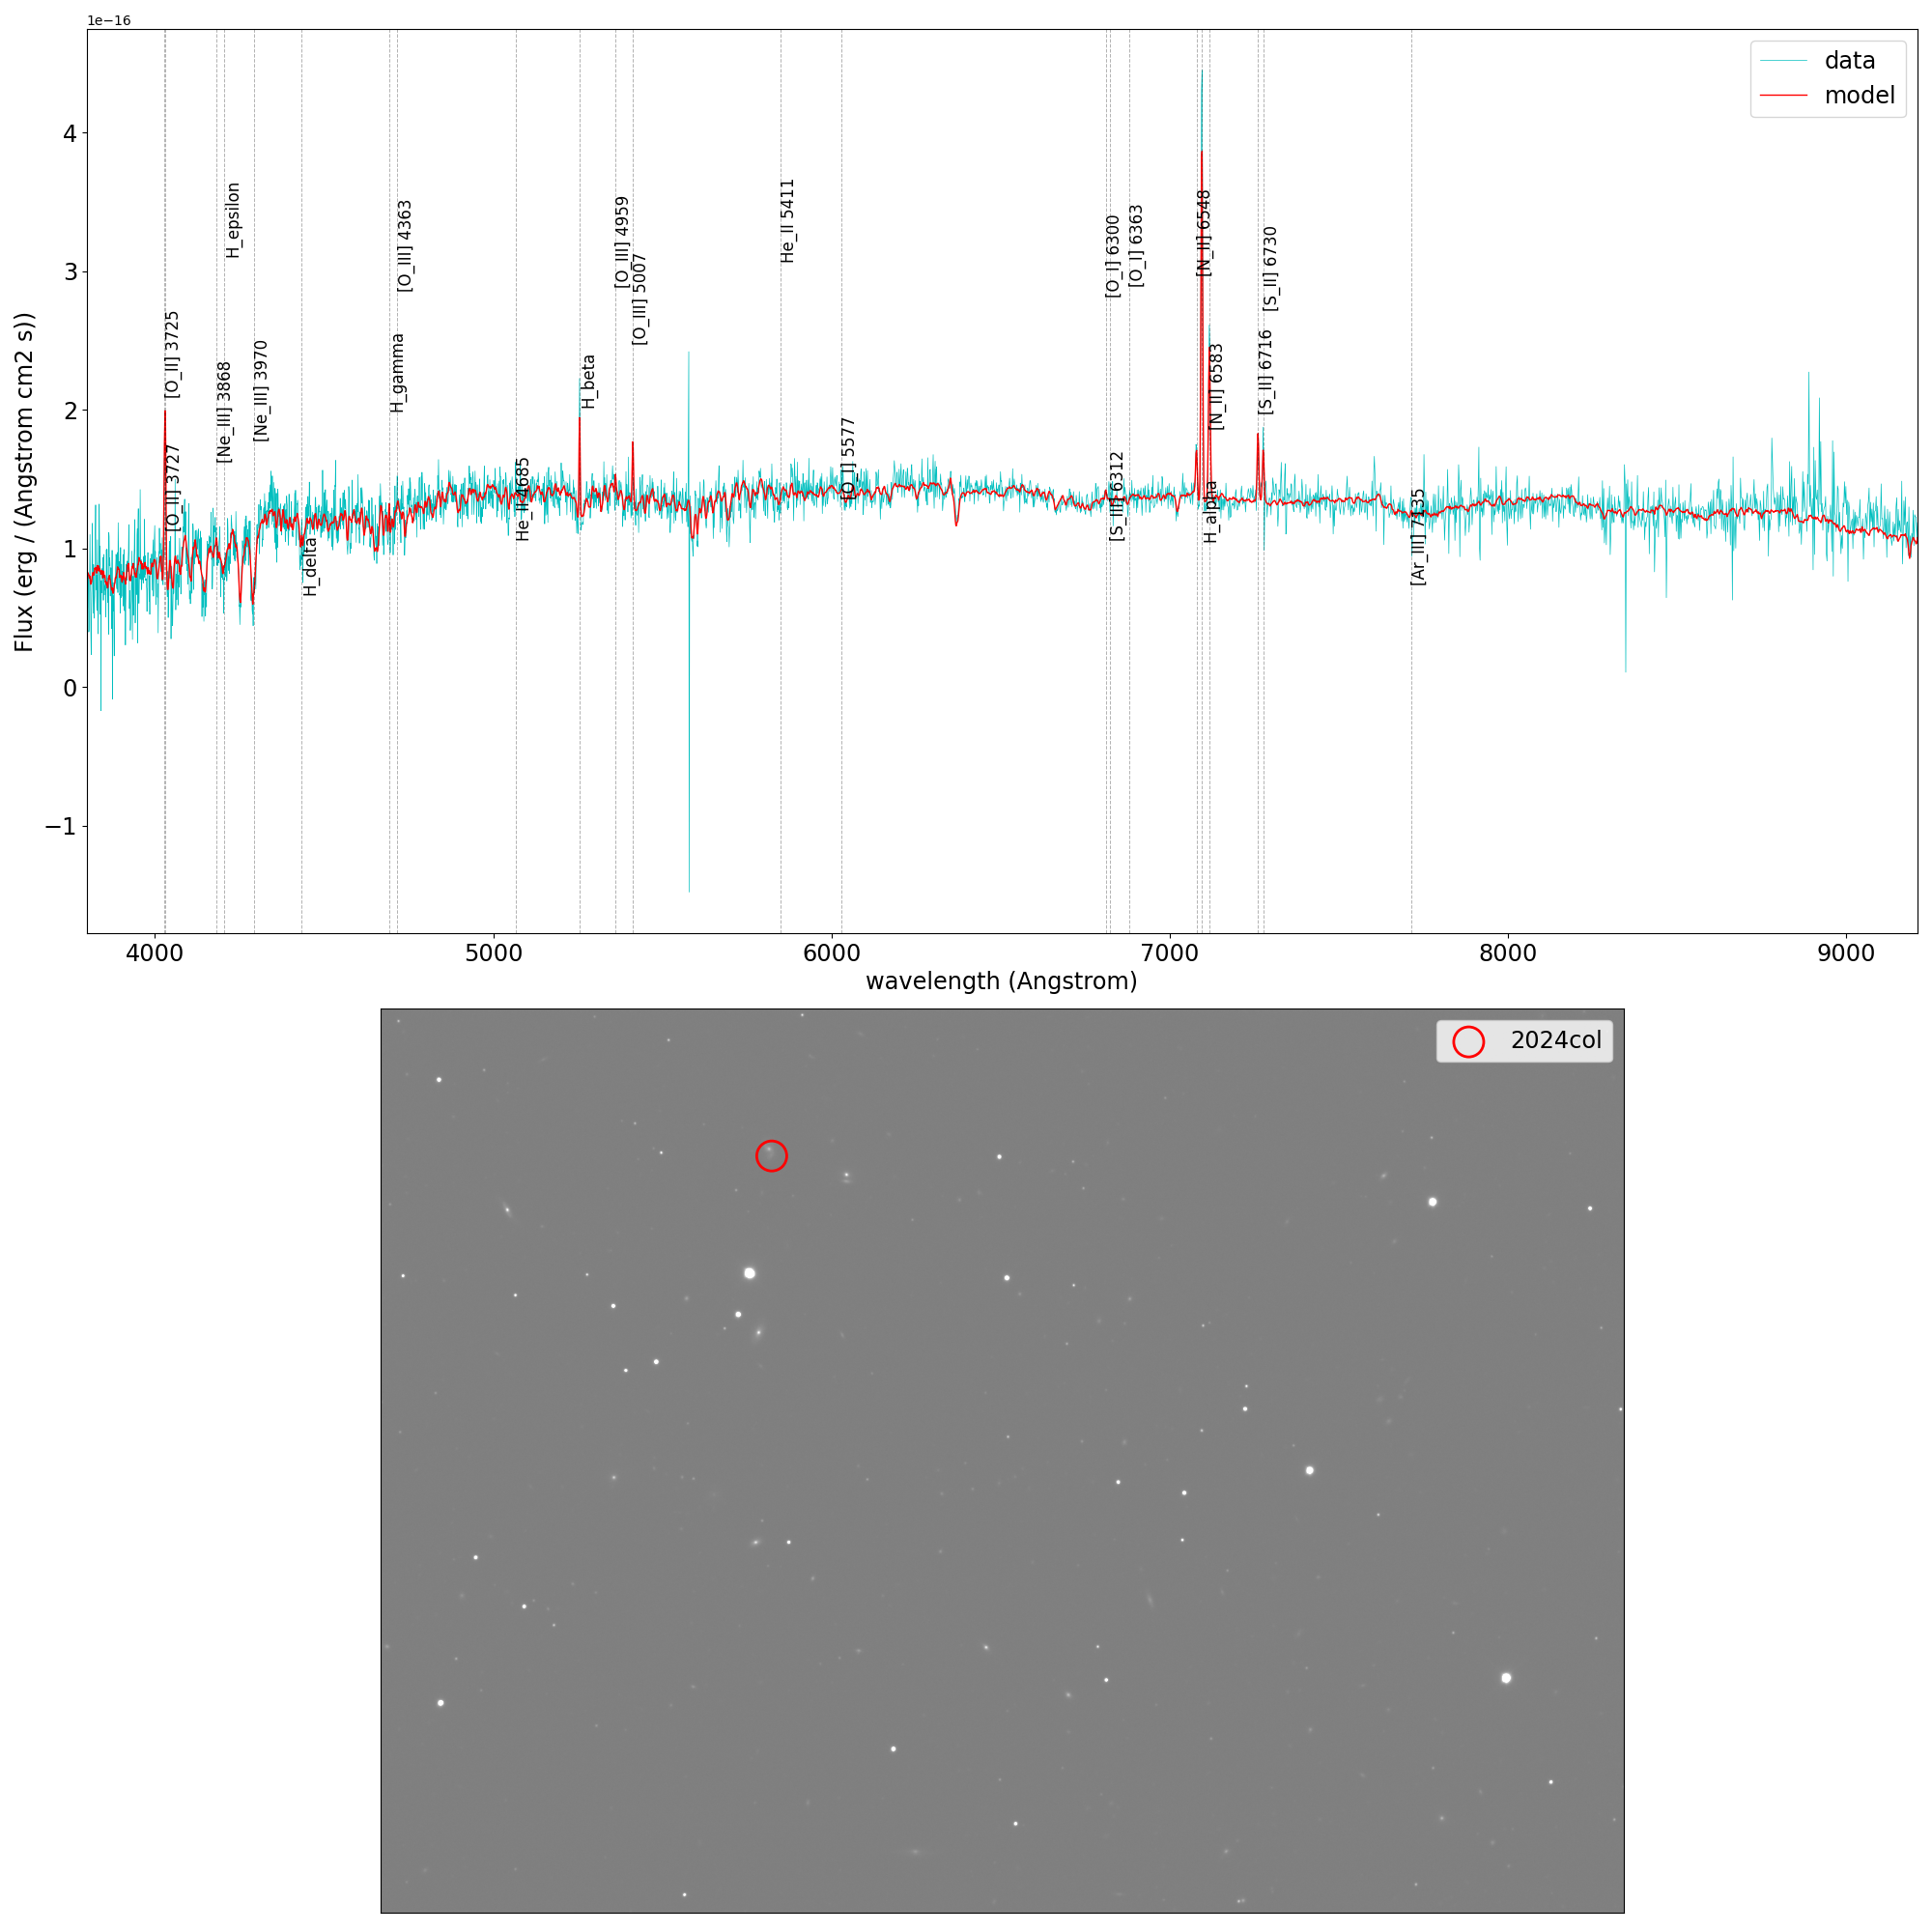 1e−16
data
model
4
3
2
1
0
−1
Flux (erg / (Angstrom cm2 s))
[O_II] 3725
[O_II] 3727
[Ne_III] 3868
H_epsilon
[Ne_III] 3970
H_delta
H_gamma
[O_III] 4363
He_II 4685
H_beta
[O_III] 4959
[O_III] 5007
He_II 5411
[O_I] 5577
[O_I] 6300
[S_III] 6312
[O_I] 6363
[N_II] 6548
H_alpha
[N_II] 6583
[S_II] 6716
[S_II] 6730
[Ar_III] 7135
4000 5000 6000 7000 8000 9000
wavelength (Angstrom)
2024col